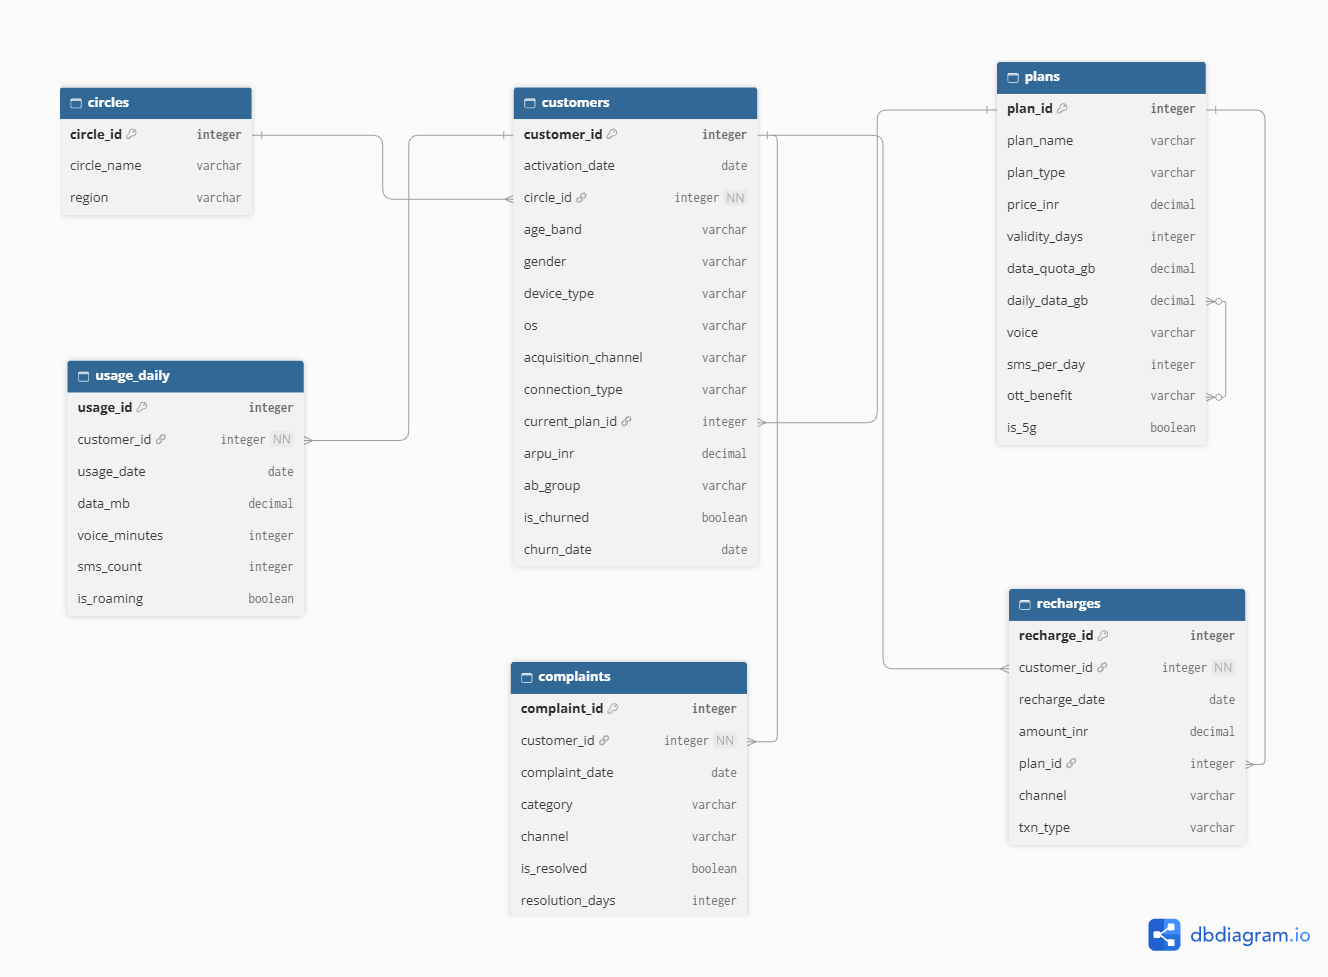 circles
circle_id integer
circle_name varchar
region varchar
usage_daily
usage_id integer
customer_id integer NN
usage_date date
data_mb decimal
voice_minutes integer
sms_count integer
is_roaming boolean
customers
customer_id integer
activation_date date
circle_id integer NN
age_band varchar
gender varchar
device_type varchar
os varchar
acquisition_channel varchar
connection_type varchar
current_plan_id integer
arpu_inr decimal
ab_group varchar
is_churned boolean
churn_date date
complaints
complaint_id integer
customer_id integer NN
complaint_date date
category varchar
channel varchar
is_resolved boolean
resolution_days integer
plans
plan_id integer
plan_name varchar
plan_type varchar
price_inr decimal
validity_days integer
data_quota_gb decimal
daily_data_gb decimal
voice varchar
sms_per_day integer
ott_benefit varchar
is_5g boolean
recharges
recharge_id integer
customer_id integer NN
recharge_date date
amount_inr decimal
plan_id integer
channel varchar
txn_type varchar
dbdiagram.io